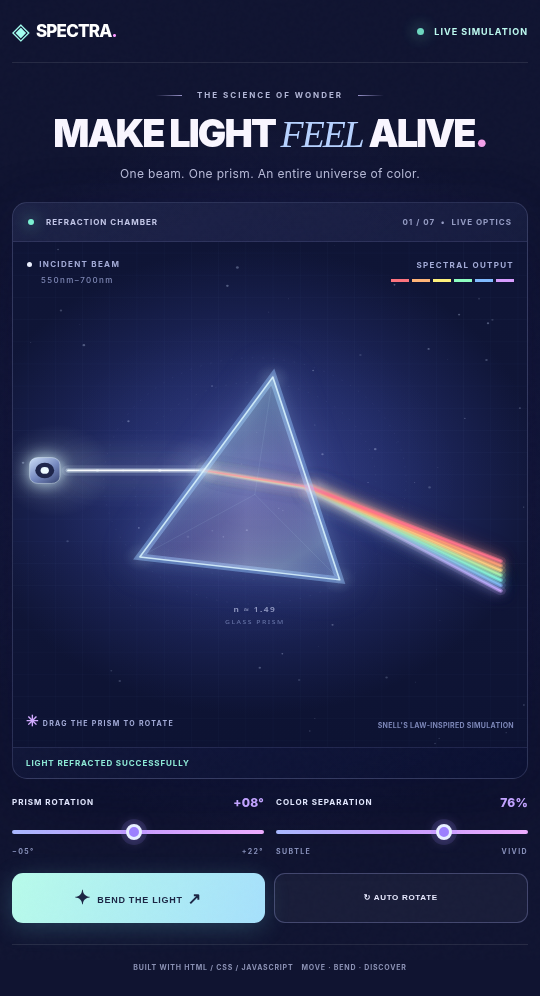 ◈ SPECTRA.
LIVE SIMULATION
THE SCIENCE OF WONDER
MAKE LIGHT FEEL ALIVE.
One beam. One prism. An entire universe of color.
REFRACTION CHAMBER
01 / 07 • LIVE OPTICS
INCIDENT BEAM
550nm–700nm
SPECTRAL OUTPUT
n = 1.49
GLASS PRISM
DRAG THE PRISM TO ROTATE
SNELL'S LAW-INSPIRED SIMULATION
LIGHT REFRACTED SUCCESSFULLY
PRISM ROTATION
+08°
−05°
+22°
COLOR SEPARATION
76%
SUBTLE
VIVID
✦ BEND THE LIGHT ↗
↻ AUTO ROTATE
BUILT WITH HTML / CSS / JAVASCRIPT MOVE · BEND · DISCOVER